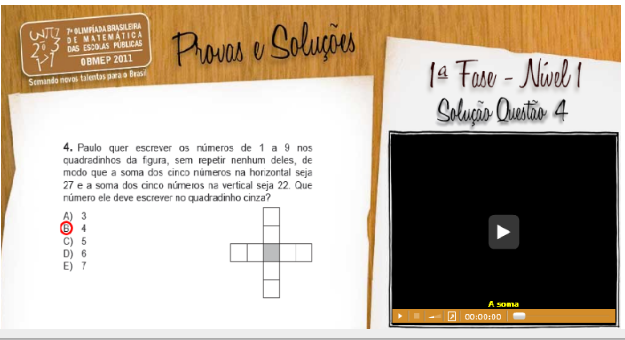 7ª OLIMPÍADA BRASILEIRA
DE MATEMÁTICA
DAS ESCOLAS PÚBLICAS
OBMEP 2011
Somando novos talentos para o Brasil
Provas e Soluções
1ª Fase - Nível 1
Solução Questão 4
4. Paulo quer escrever os números de 1 a 9 nos
quadradinhos da figura, sem repetir nenhum deles, de
modo que a soma dos cinco números na horizontal seja
27 e a soma dos cinco números na vertical seja 22. Que
número ele deve escrever no quadradinho cinza?
A) 3
B) 4
C) 5
D) 6
E) 7
A soma
00:00:00